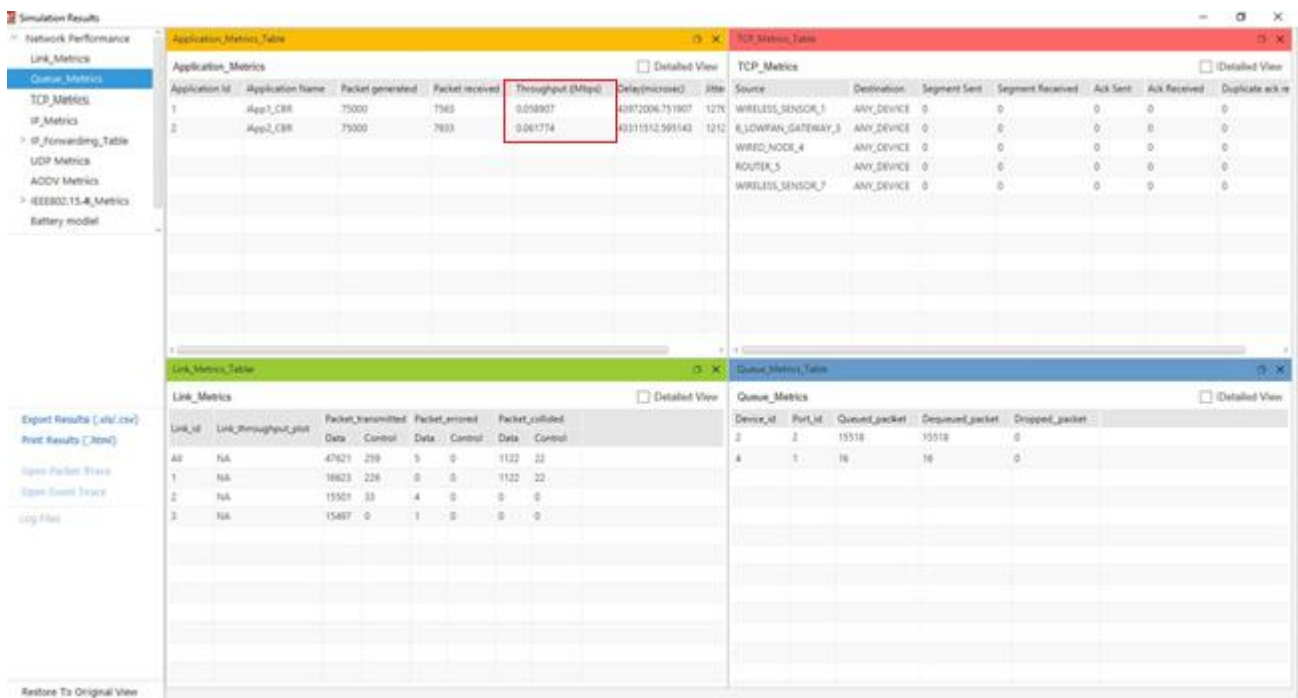 Simulation Results
Network Performance
Link_Metrics
Queue_Metrics
TCP_Metrics
IP_Metrics
IP_Forwarding_Table
UDP Metrics
AODV Metrics
IEEE802.15.4_Metrics
Battery model
Export Results (.xls/.csv)
Print Results (.html)
Open Packet Trace
Open Event Trace
Log Files
Restore To Original View
Application_Metrics_Table
Application_Metrics Detailed View
Application Id Application Name Packet generated Packet received Throughput (Mbps) Delay(microsec) Jitte
1 App1_CBR 75000 0.058907 43972006.751907 1276
2 App2_CBR 75000 0.061774 43311512.595143 1212
TCP_Metrics_Table
TCP_Metrics Detailed View
Source Destination Segment Sent Segment Received Ack Sent Ack Received Duplicate ack re
WIRELESS_SENSOR_1 ANY_DEVICE 0 0 0 0 0
6_LOWPAN_GATEWAY_3 ANY_DEVICE 0 0 0 0 0
WIRED_NODE_4 ANY_DEVICE 0 0 0 0 0
ROUTER_5 ANY_DEVICE 0 0 0 0 0
WIRELESS_SENSOR_7 ANY_DEVICE 0 0 0 0 0
Link_Metrics_Table
Link_Metrics Detailed View
Link_id Link_throughput_plot Packet_transmitted Packet_errored Packet_collided
Data Control Data Control Data Control
All NA 47621 259 5 0 1122 22
1 NA 16623 226 0 0 1122 22
2 NA 15501 33 4 0 0 0
3 NA 15497 0 1 0 0 0
Queue_Metrics_Table
Queue_Metrics Detailed View
Device_id Port_id Queued_packet Dequeued_packet Dropped_packet
2 15518 15518 0
4 1 16 16 0